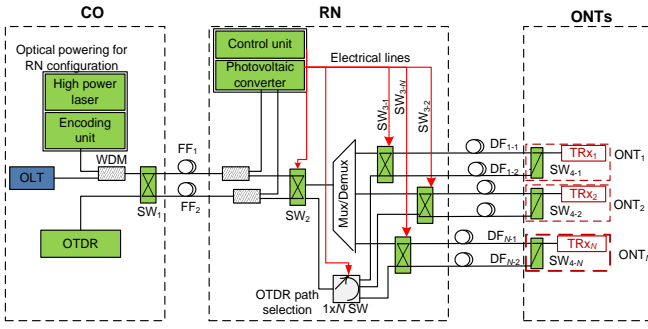 CO
RN
ONTs
Optical powering for
RN configuration
High power
laser
Encoding
unit
WDM
OLT
OTDR
SW1
FF1
FF2
Control unit
Photovoltaic
converter
Electrical lines
SW2
Mux/Demux
SW3-1
SW3-N
SW3-2
OTDR path
selection
1xN SW
DF1-1
DF1-2
DFN-1
DFN-2
TRx1
SW4-1
ONT1
TRx2
SW4-2
ONT2
TRxN
SW4-N